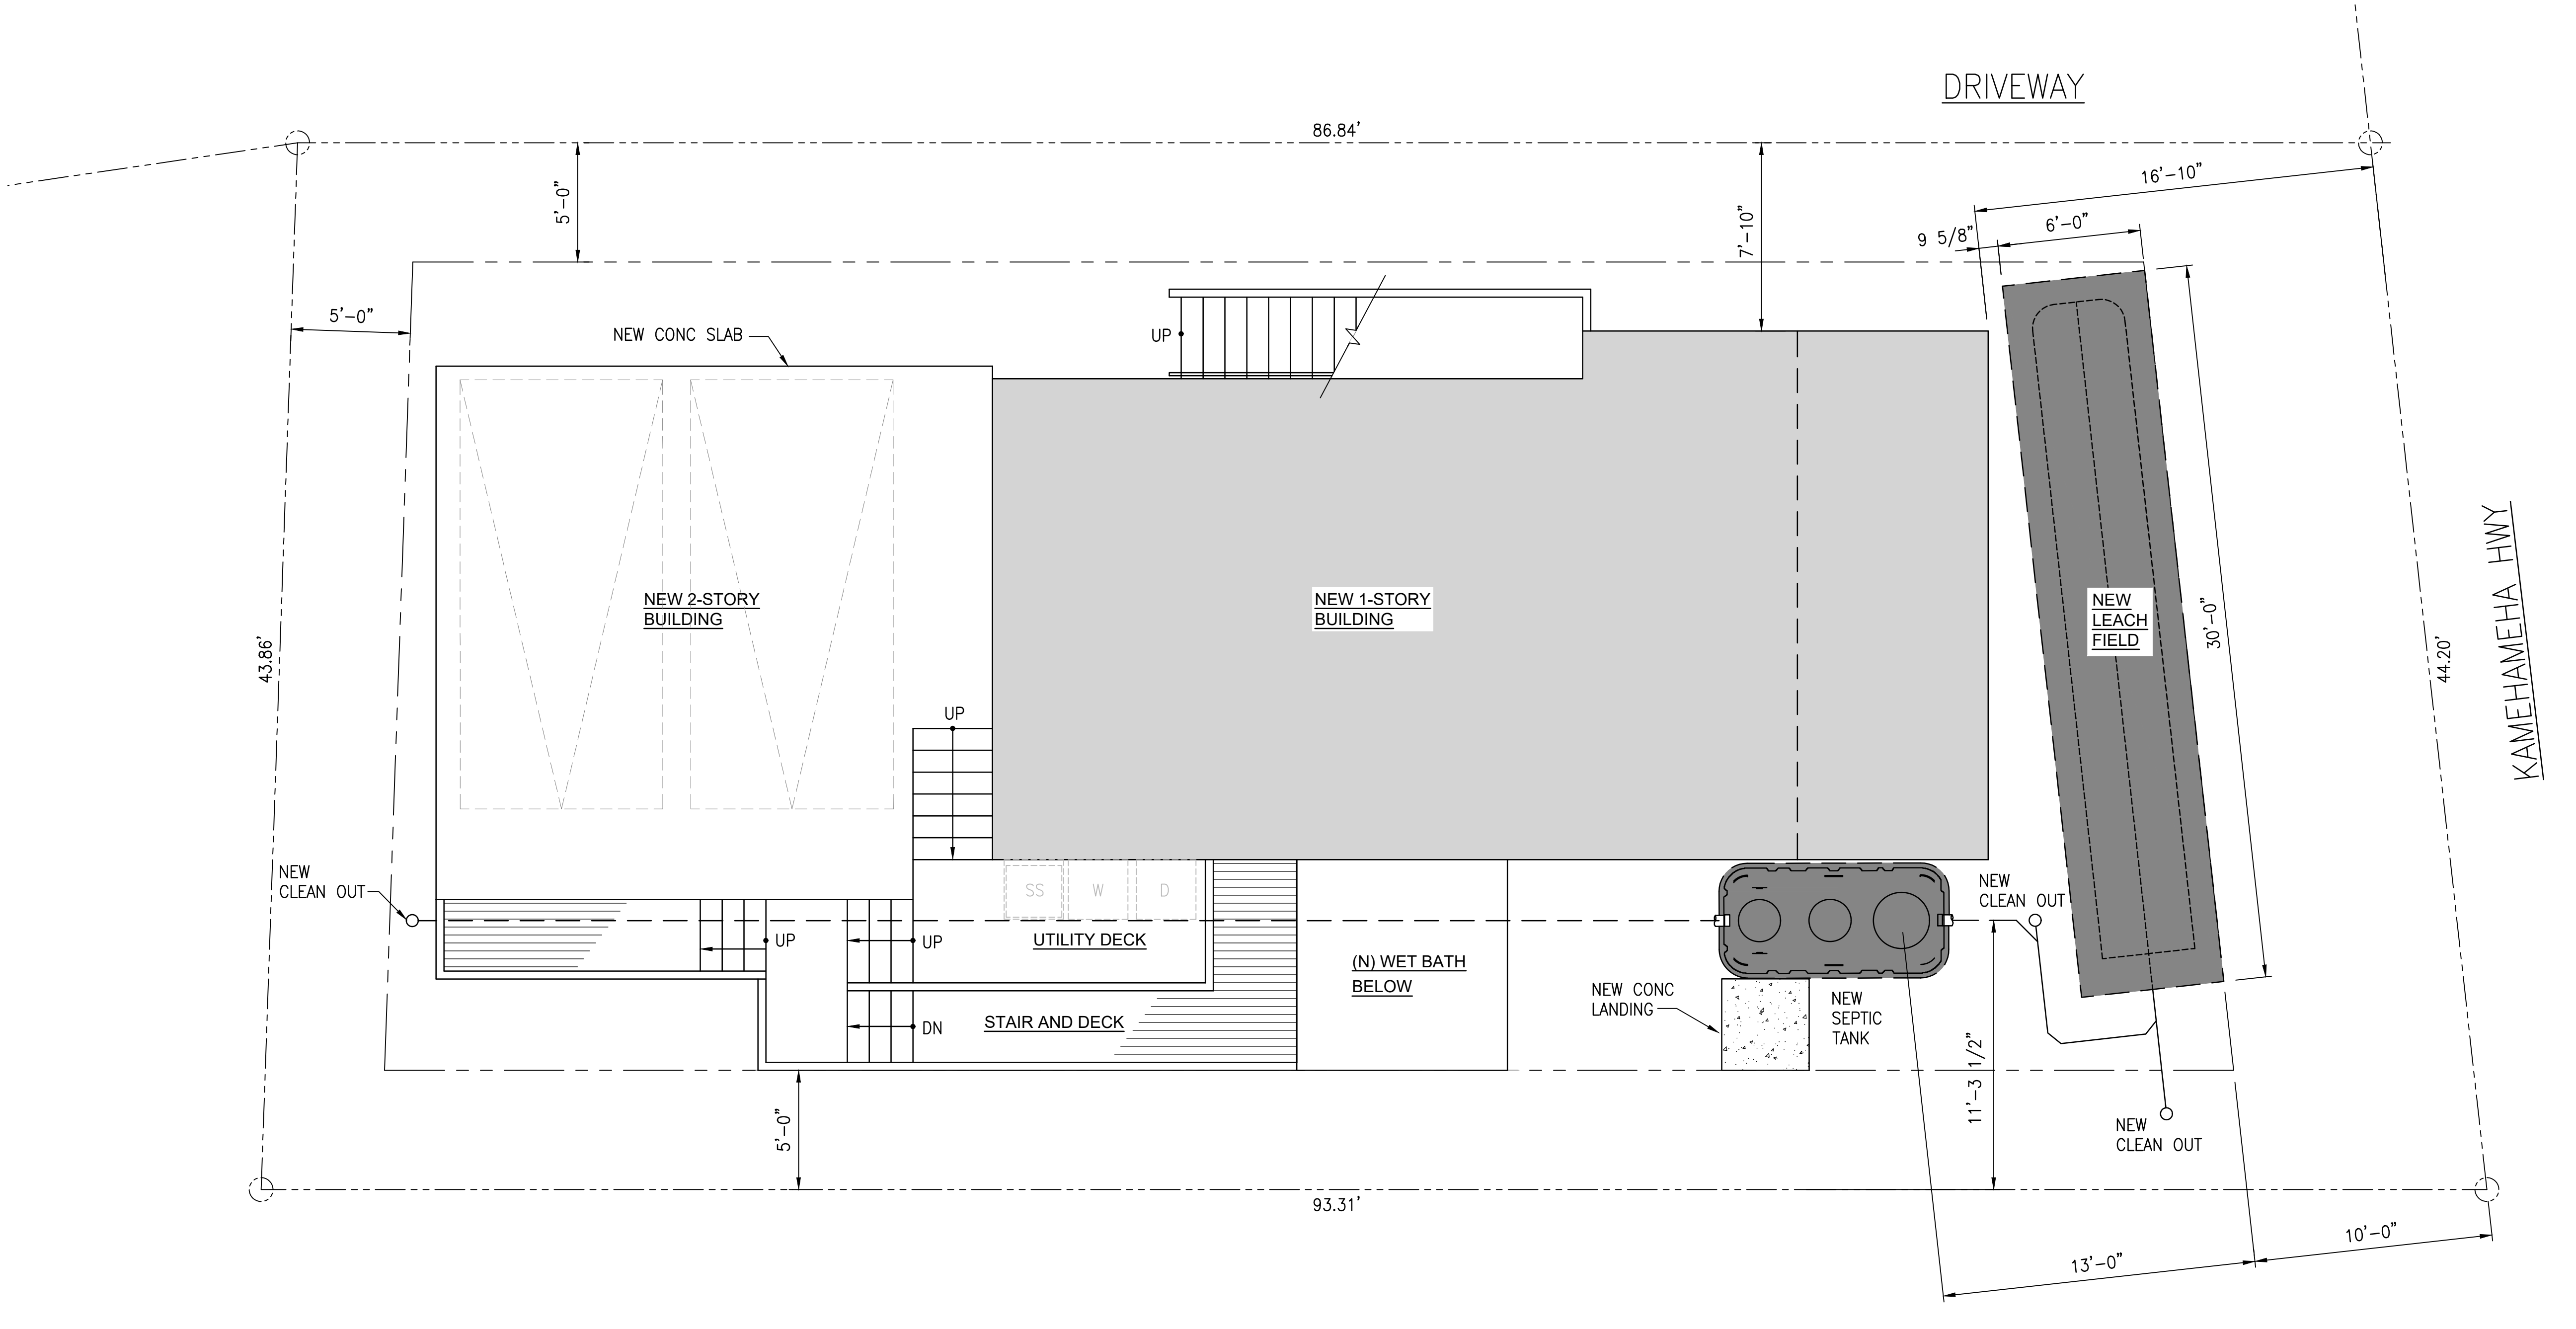 DRIVEWAY
86.84'
16'-10"
5'-0"
7'-10"
9 5/8"
6'-0"
5'-0"
NEW CONC SLAB
UP
NEW 2-STORY
BUILDING
NEW 1-STORY
BUILDING
NEW
LEACH
FIELD
30'-0"
43.86'
44.20'
KAMEHAMEHA HWY
UP
NEW
CLEAN OUT
SS
W
D
NEW
CLEAN OUT
UP
UP
UTILITY DECK
(N) WET BATH
BELOW
NEW CONC
LANDING
NEW
SEPTIC
TANK
STAIR AND DECK
DN
11'-3 1/2"
5'-0"
NEW
CLEAN OUT
93.31'
13'-0"
10'-0"